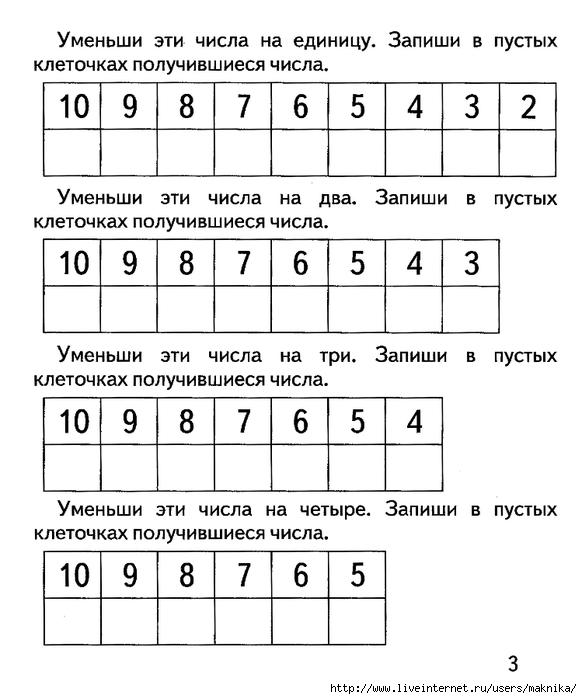 Уменьши эти числа на единицу. Запиши в пустых
клеточках получившиеся числа.
10 9 8 7 6 5 4 3 2
Уменьши эти числа на два. Запиши в пустых
клеточках получившиеся числа.
10 9 8 7 6 5 4 3
Уменьши эти числа на три. Запиши в пустых
клеточках получившиеся числа.
10 9 8 7 6 5 4
Уменьши эти числа на четыре. Запиши в пустых
клеточках получившиеся числа.
10 9 8 7 6 5
3
http://www.liveinternet.ru/users/maknika/